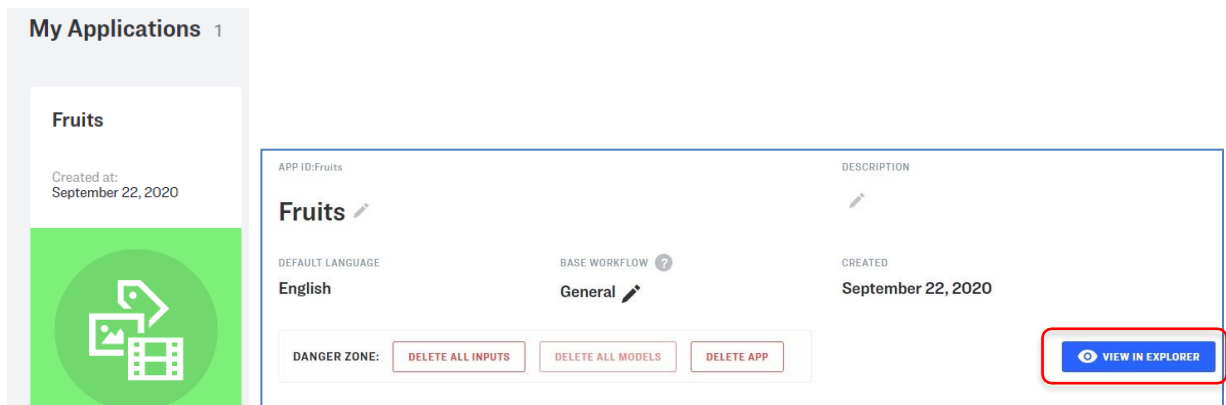 My Applications 1
Fruits
Created at:
September 22, 2020
APP ID:Fruits
DESCRIPTION
Fruits
DEFAULT LANGUAGE
BASE WORKFLOW ?
CREATED
English
General
September 22, 2020
DANGER ZONE: DELETE ALL INPUTS DELETE ALL MODELS DELETE APP
VIEW IN EXPLORER